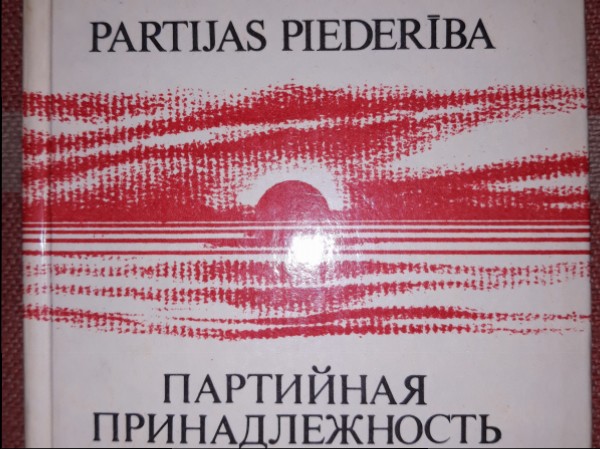 PARTIJAS PIEDERĪBA
ПАРТИЙНАЯ
ПРИНАДЛЕЖНОСТЬ